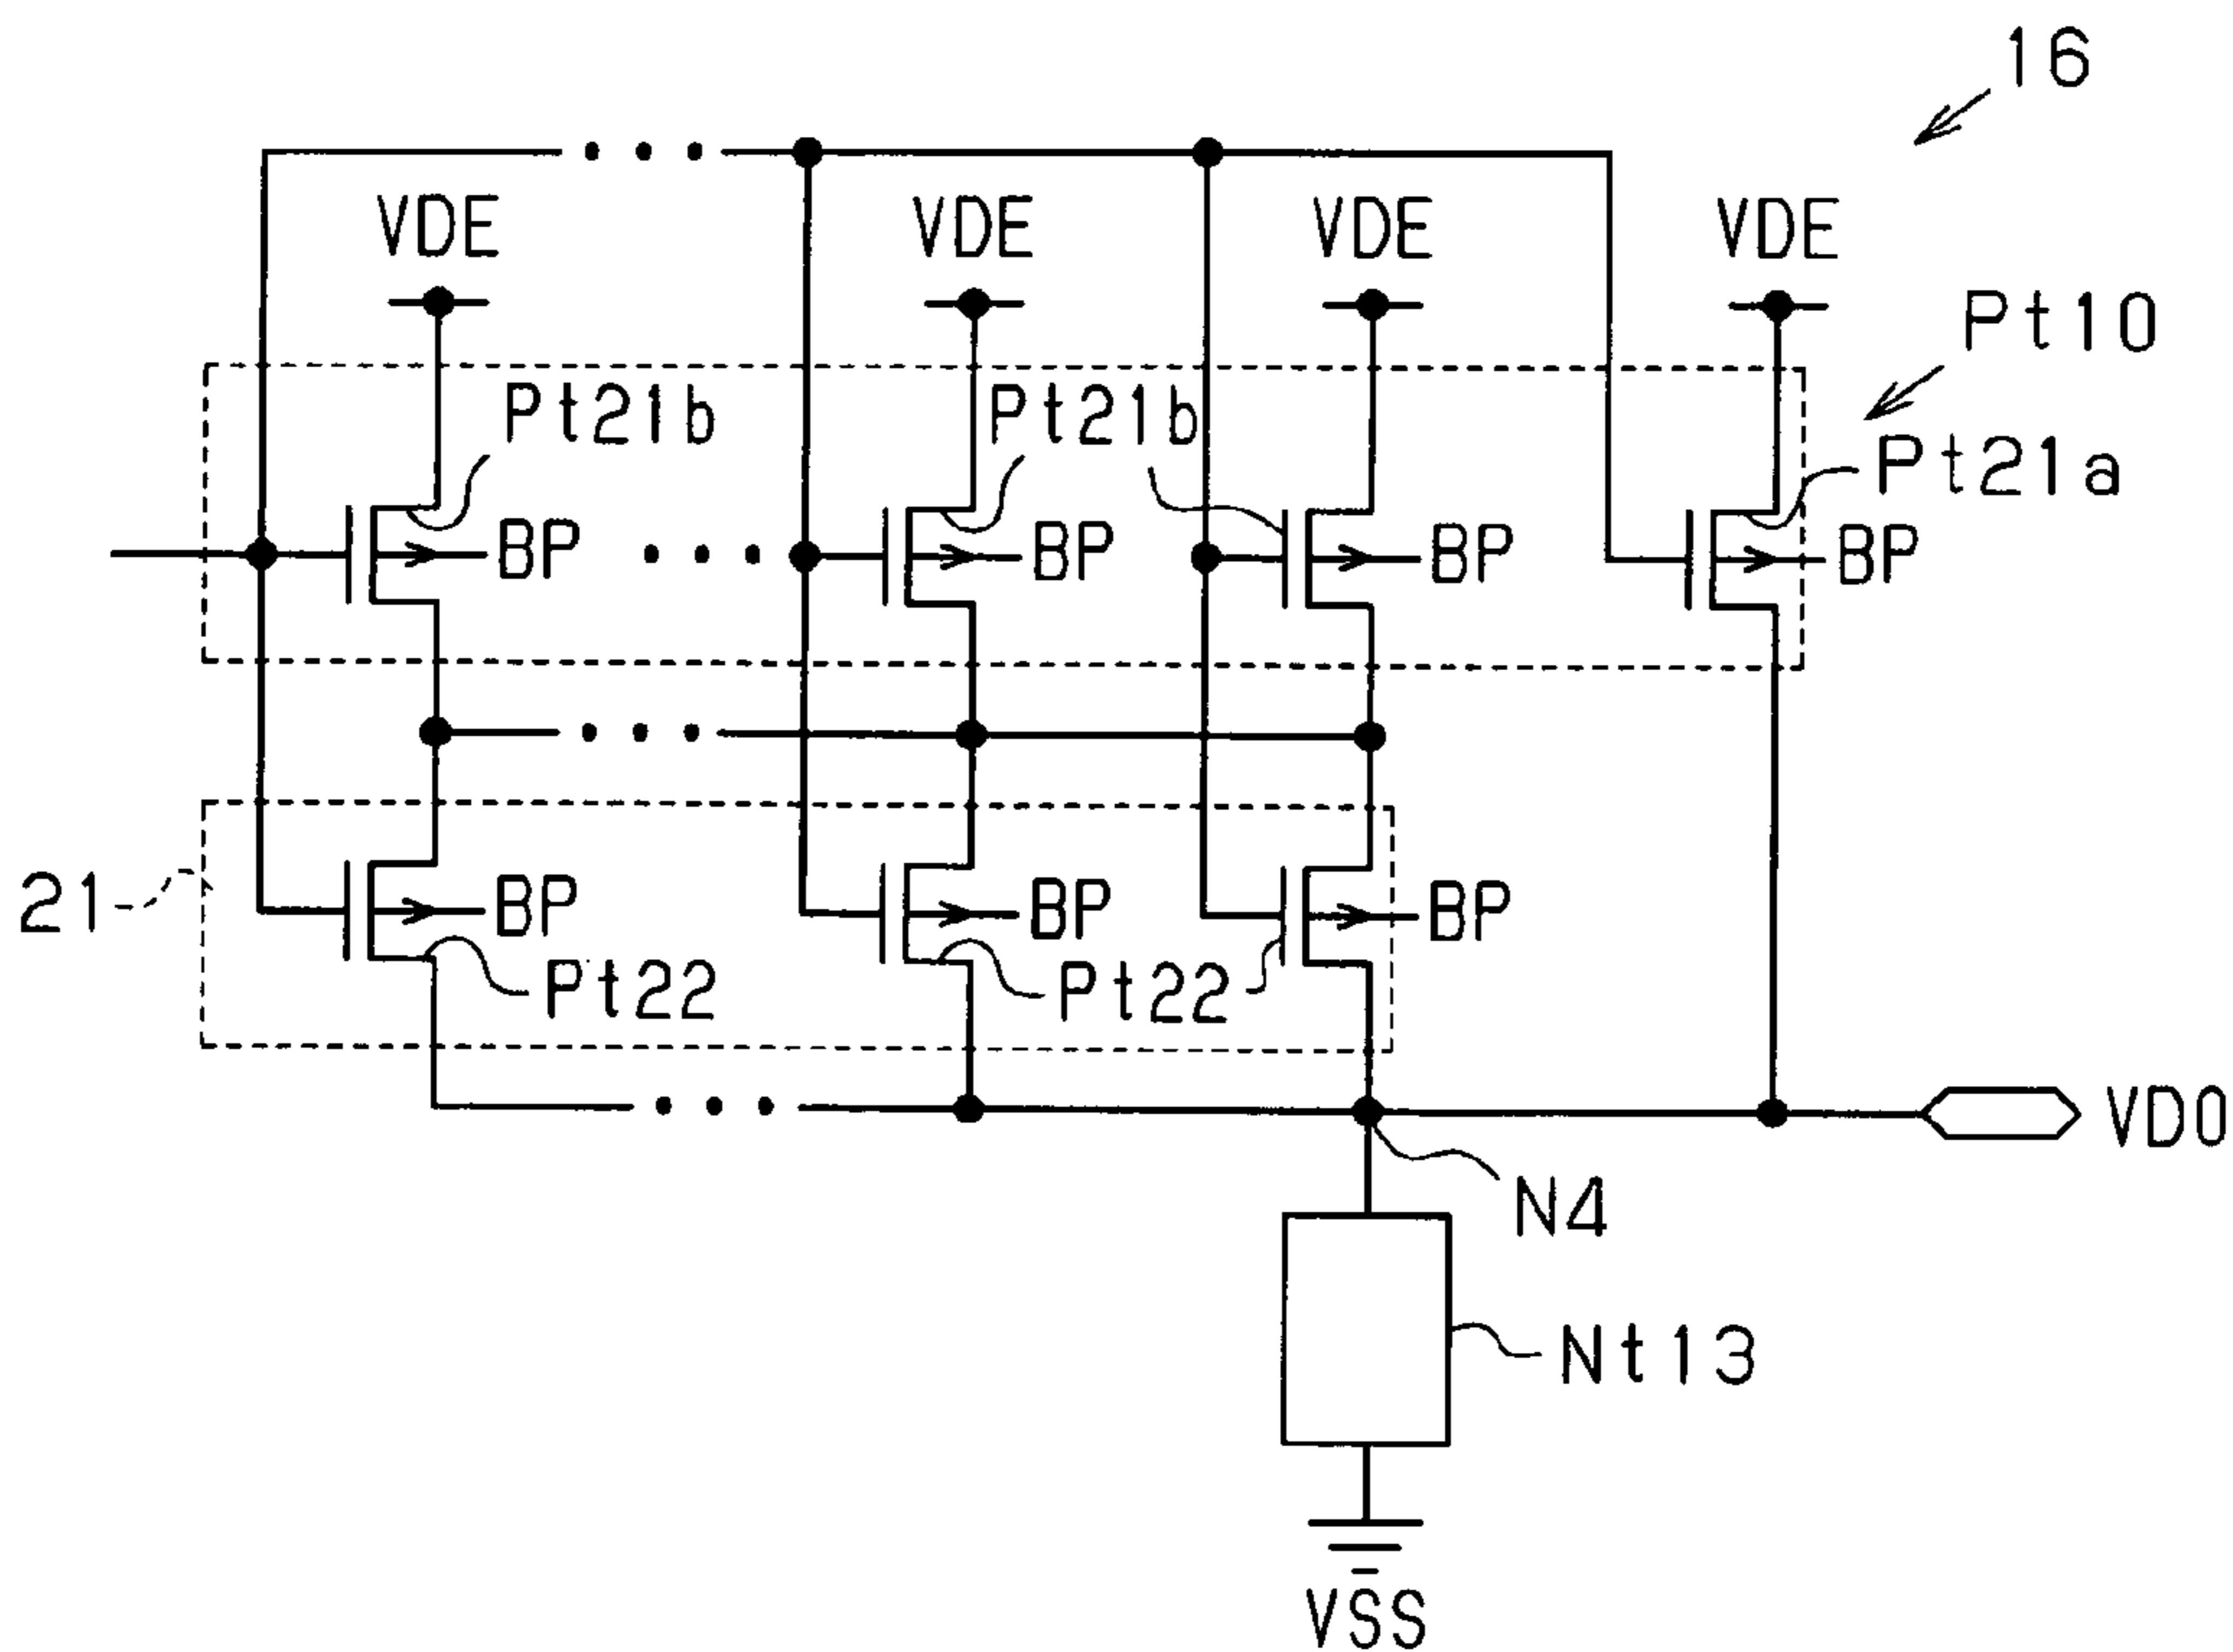 16
VDE VDE VDE VDE
Pt10
Pt21b Pt21b Pt21a
BP BP BP BP
21 BP BP BP
Pt22 Pt22
VD0
N4
Nt13
VSS